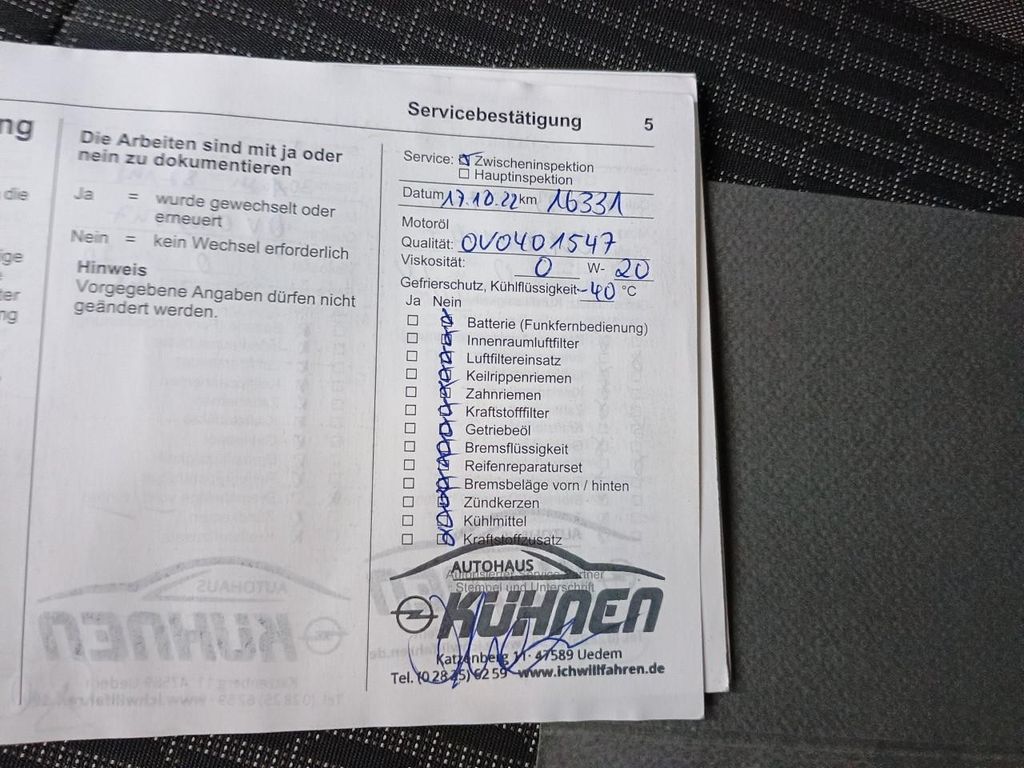 ng
die
ige
ter
ng
Die Arbeiten sind mit ja oder
nein zu dokumentieren
Ja = wurde gewechselt oder
erneuert
Nein = kein Wechsel erforderlich
Hinweis
Vorgegebene Angaben dürfen nicht
geändert werden.
Servicebestätigung 5
Service: Zwischeninspektion
Hauptinspektion
Datum 17.10.22 km 16331
Motoröl
Qualität: OV0401547
Viskosität: 0 W- 20
Gefrierschutz, Kühlflüssigkeit -40 °C
Ja Nein
Batterie (Funkfernbedienung)
Innenraumluftfilter
Luftfiltereinsatz
Keilrippenriemen
Zahnriemen
Kraftstofffilter
Getriebeöl
Bremsflüssigkeit
Reifenreparaturset
Bremsbeläge vorn / hinten
Zündkerzen
Kühlmittel
Kraftstoffzusatz
AUTOHAUS
Autorisierter Service Partner
Stempel und Unterschrift
KÜHNEN
Katzenberg 11 · 47589 Uedem
Tel. (0 28 25) 62 59 · www.ichwillfahren.de